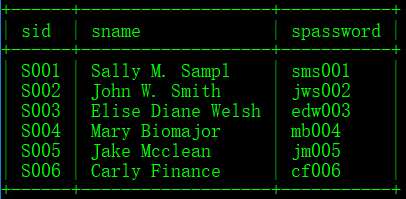 sid sname spassword
S001 Sally M. Sampl sms001
S002 John W. Smith jws002
S003 Elise Diane Welsh edw003
S004 Mary Biomajor mb004
S005 Jake Mcclean jm005
S006 Carly Finance cf006